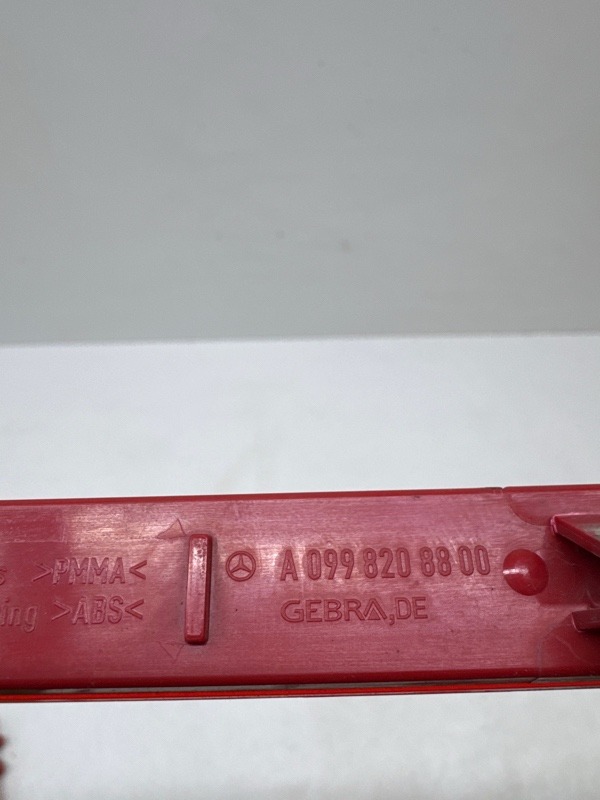 >PMMA<
ing >ABS<
A 099 820 88 00
GEBRA,DE